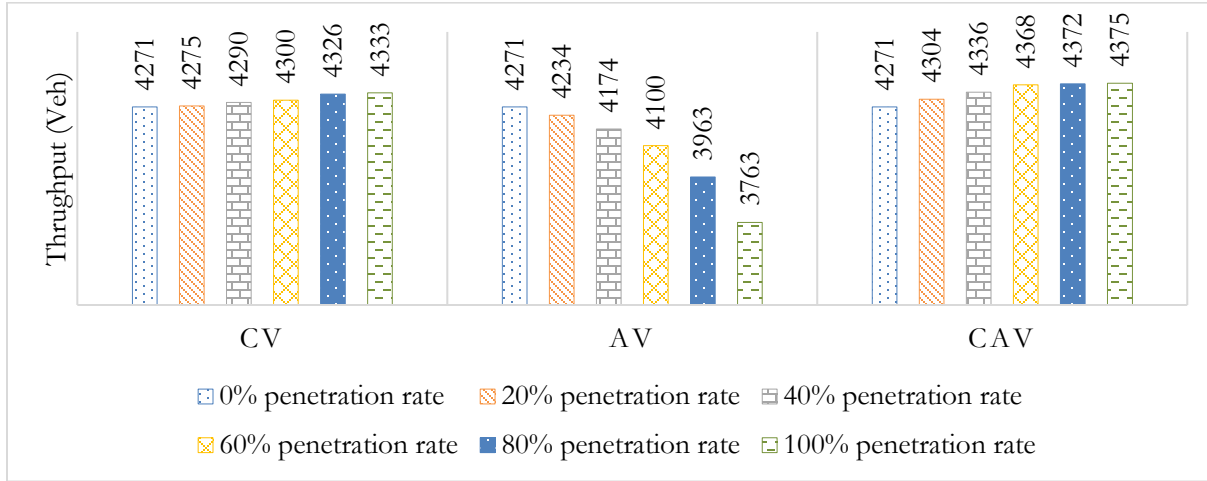 Thrughput (Veh)
4271
4275
4290
4300
4326
4333
4271
4234
4174
4100
3963
3763
4271
4304
4336
4368
4372
4375
CV
AV
CAV
0% penetration rate
20% penetration rate
40% penetration rate
60% penetration rate
80% penetration rate
100% penetration rate